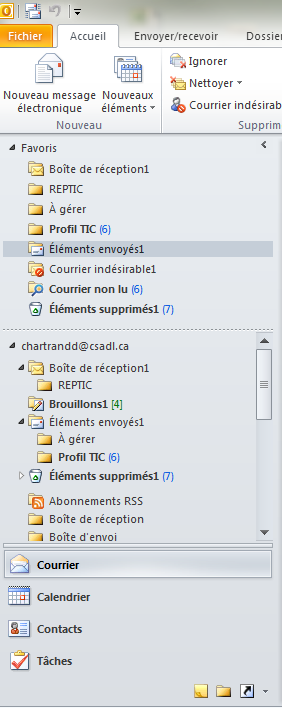 Fichier Accueil Envoyer/recevoir Dossier
Nouveau message électronique
Nouveaux éléments
Ignorer
Nettoyer
Courrier indésirab
Nouveau
Supprim
Favoris
Boîte de réception1
REPTIC
À gérer
Profil TIC (6)
Éléments envoyés1
Courrier indésirable1
Courrier non lu (6)
Éléments supprimés1 (7)
chartrandd@csadl.ca
Boîte de réception1
REPTIC
Brouillons1 [4]
Éléments envoyés1
À gérer
Profil TIC (6)
Éléments supprimés1 (7)
Abonnements RSS
Boîte de réception
Boîte d'envoi
Courrier
Calendrier
Contacts
Tâches